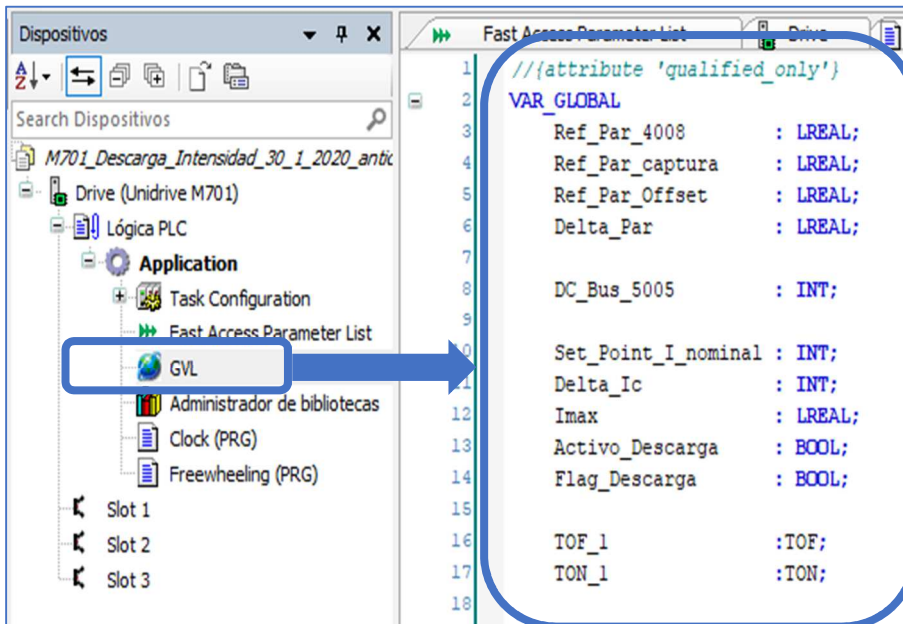 Dispositivos
Search Dispositivos
M701_Descarga_Intensidad_30_1_2020_antic
Drive (Unidrive M701)
Lógica PLC
Application
Task Configuration
Fast Access Parameter List
GVL
Administrador de bibliotecas
Clock (PRG)
Freewheeling (PRG)
Slot 1
Slot 2
Slot 3
Fast Access Parameter List Drive
1 //{attribute 'qualified_only'}
2 VAR_GLOBAL
3 Ref_Par_4008 : LREAL;
4 Ref_Par_captura : LREAL;
5 Ref_Par_Offset : LREAL;
6 Delta_Par : LREAL;
7
8 DC_Bus_5005 : INT;
9
10 Set_Point_I_nominal : INT;
11 Delta_Ic : INT;
12 Imax : LREAL;
13 Activo_Descarga : BOOL;
14 Flag_Descarga : BOOL;
15
16 TOF_1 :TOF;
17 TON_1 :TON;
18